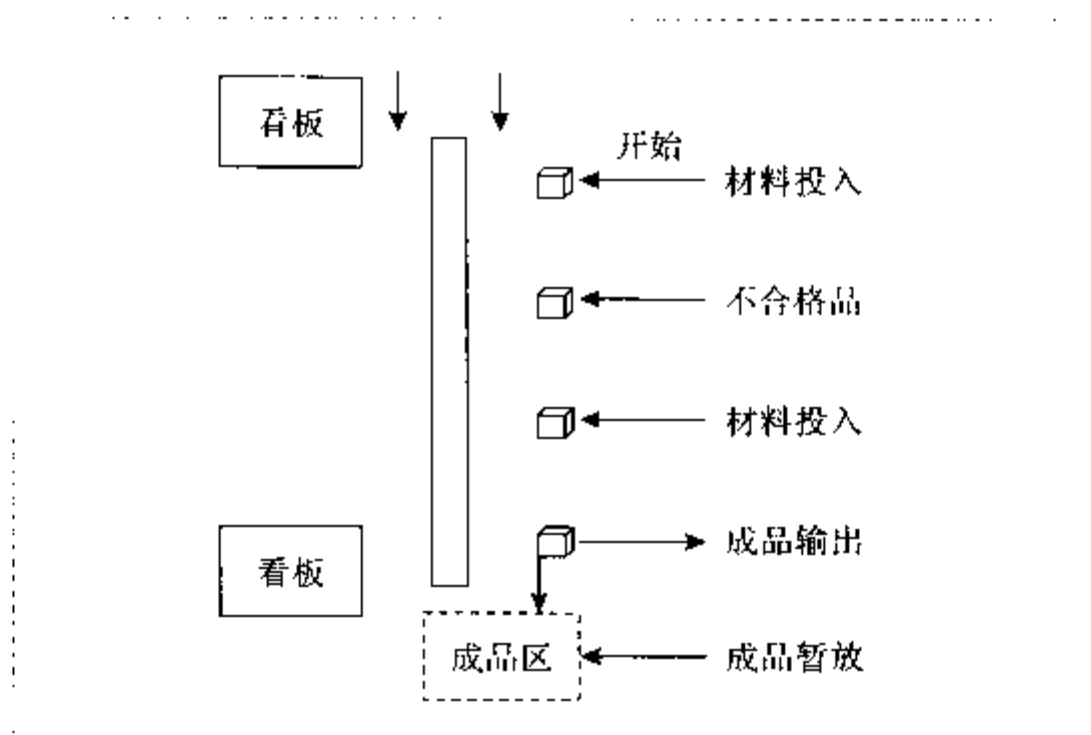 看板
开始
材料投入
不合格品
材料投入
成品输出
看板
成品区
成品暂放